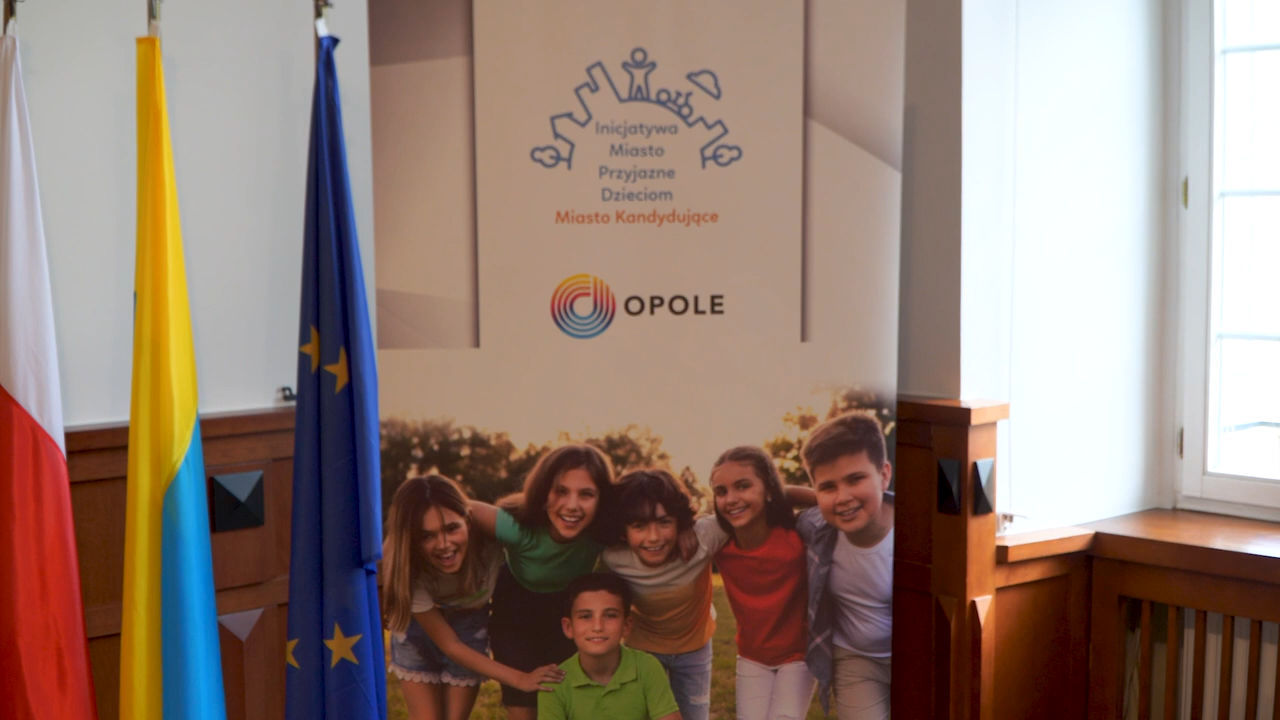 Inicjatywa
Miasto
Przyjazne
Dzieciom
Miasto Kandydujące
OPOLE